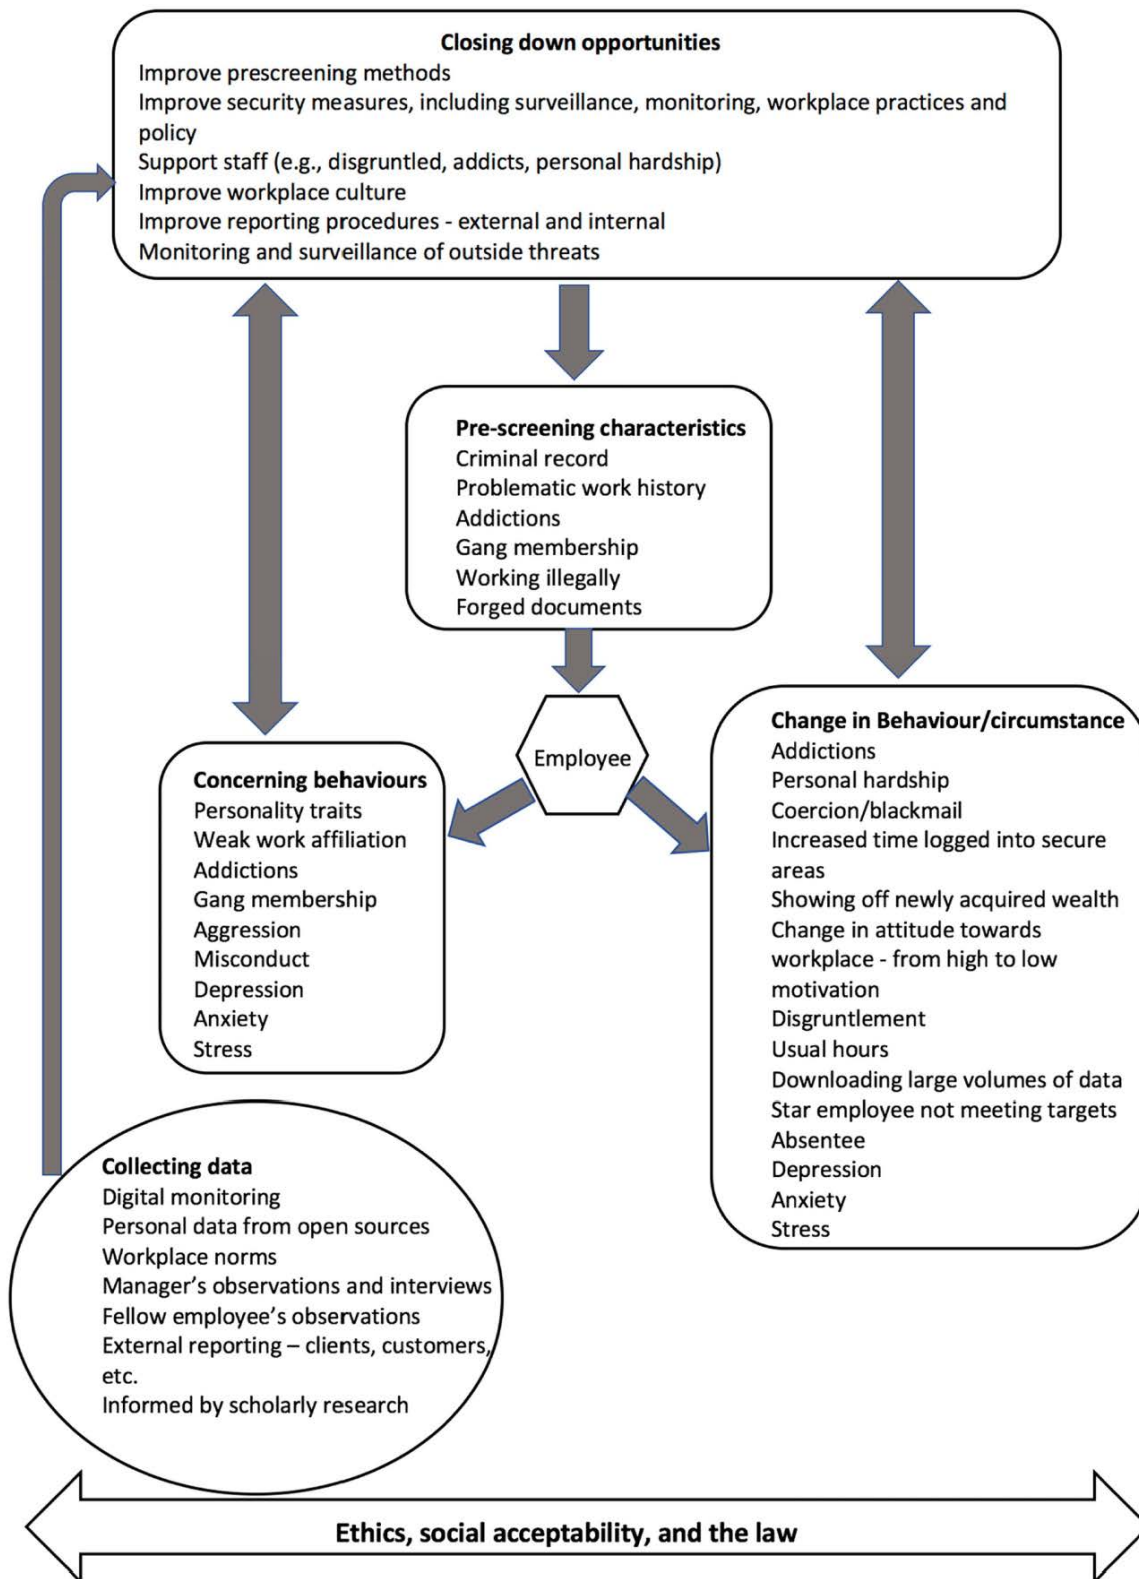 Closing down opportunities
Improve prescreening methods
Improve security measures, including surveillance, monitoring, workplace practices and
policy
Support staff (e.g., disgruntled, addicts, personal hardship)
Improve workplace culture
Improve reporting procedures - external and internal
Monitoring and surveillance of outside threats
Pre-screening characteristics
Criminal record
Problematic work history
Addictions
Gang membership
Working illegally
Forged documents
Employee
Concerning behaviours
Personality traits
Weak work affiliation
Addictions
Gang membership
Aggression
Misconduct
Depression
Anxiety
Stress
Change in Behaviour/circumstance
Addictions
Personal hardship
Coercion/blackmail
Increased time logged into secure
areas
Showing off newly acquired wealth
Change in attitude towards
workplace - from high to low
motivation
Disgruntlement
Usual hours
Downloading large volumes of data
Star employee not meeting targets
Absentee
Depression
Anxiety
Stress
Collecting data
Digital monitoring
Personal data from open sources
Workplace norms
Manager’s observations and interviews
Fellow employee’s observations
External reporting – clients, customers,
etc.
Informed by scholarly research
Ethics, social acceptability, and the law